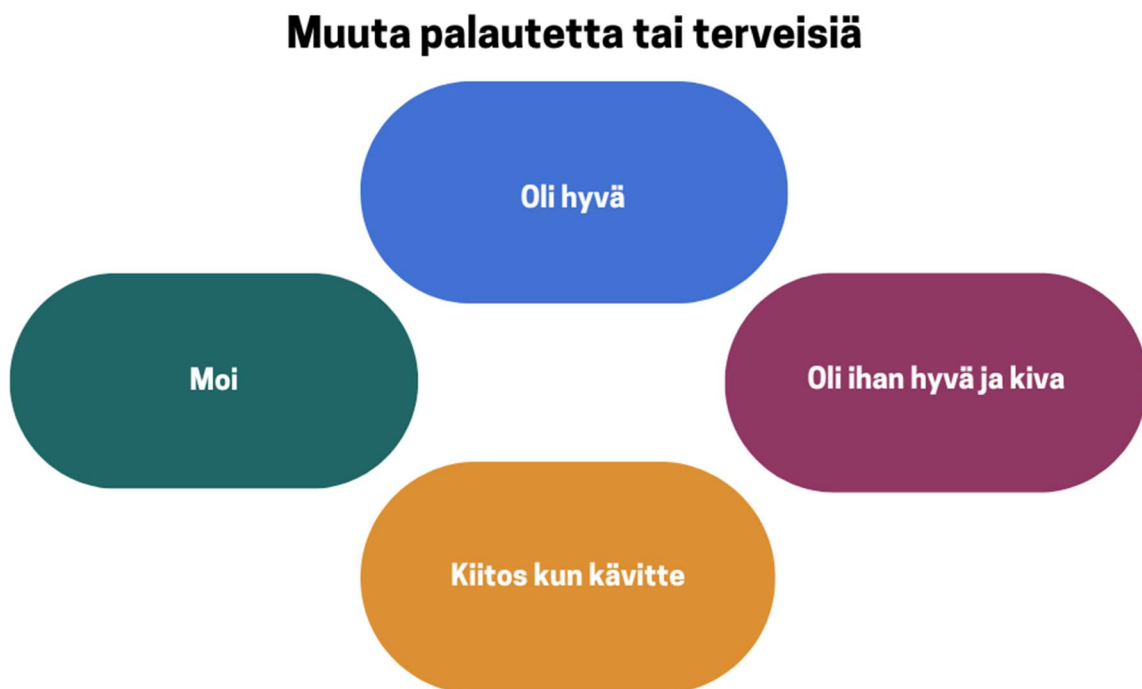 Muuta palautetta tai terveisiä
Oli hyvä
Moi
Oli ihan hyvä ja kiva
Kiitos kun kävitte